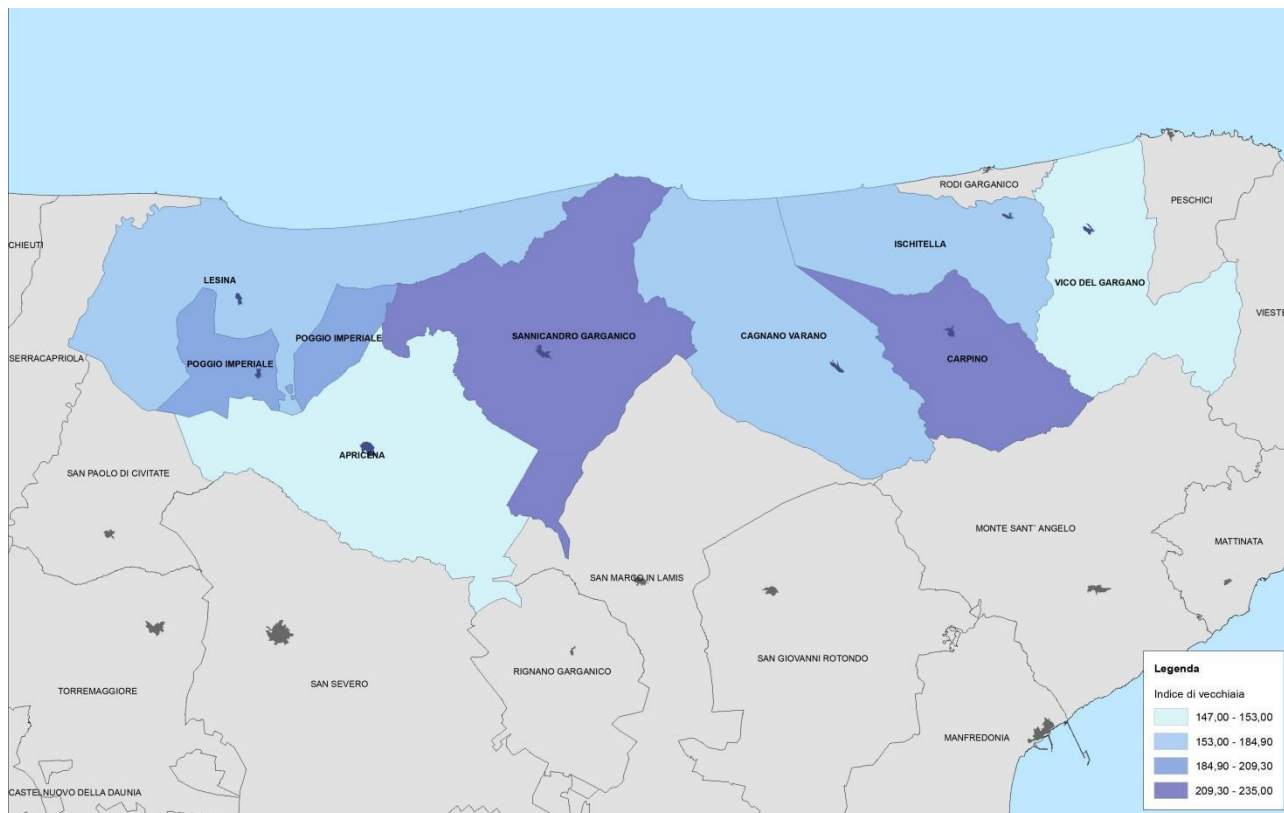 RODI GARGANICO
PESCHICI
CHIEUTI
ISCHITELLA
LESINA
VICO DEL GARGANO
VIESTE
POGGIO IMPERIALE
SANNICANDRO GARGANICO
CAGNANO VARANO
SERRACAPRIOLA
POGGIO IMPERIALE
CARPINO
APRICENA
SAN PAOLO DI CIVITATE
MONTE SANT' ANGELO
MATTINATA
SAN MARCO IN LAMIS
SAN GIOVANNI ROTONDO
RIGNANO GARGANICO
SAN SEVERO
TORREMAGGIORE
MANFREDONIA
CASTELNUOVO DELLA DAUNIA
Legenda
Indice di vecchiaia
147,00 - 153,00
153,00 - 184,90
184,90 - 209,30
209,30 - 235,00